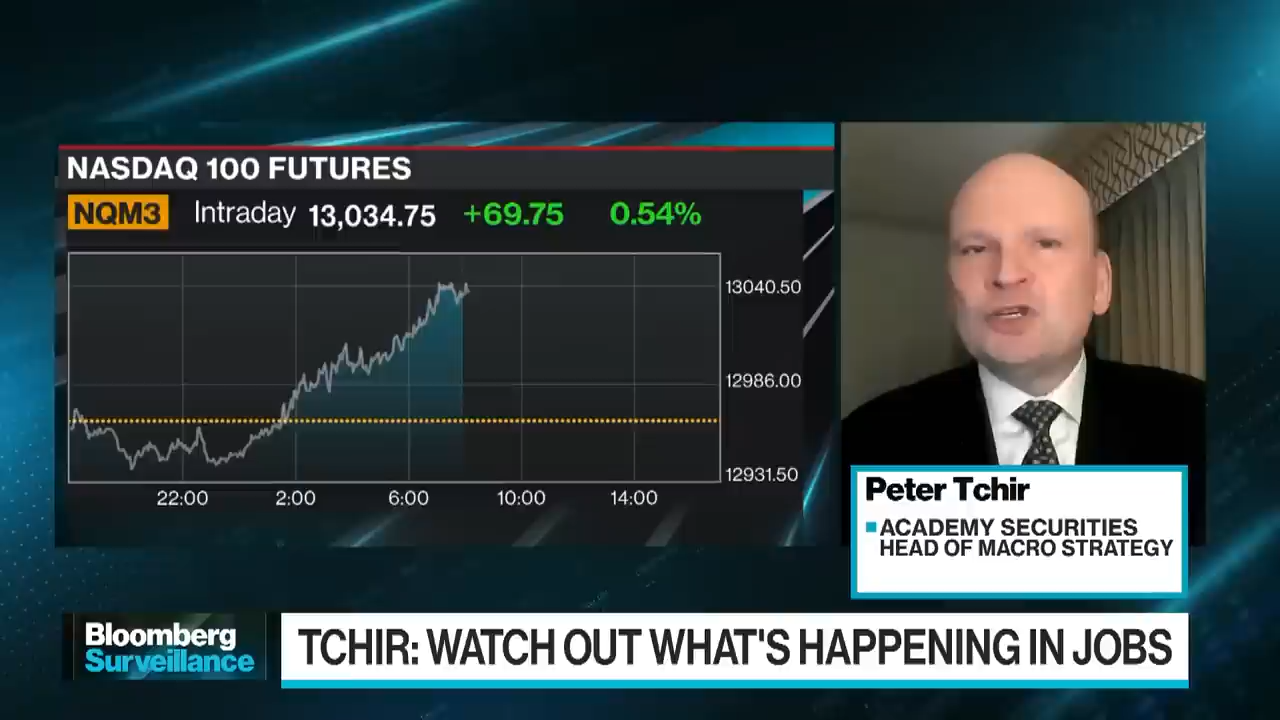 NASDAQ 100 FUTURES
NQM3 Intraday 13,034.75 +69.75 0.54%
13040.50
12986.00
12931.50
22:00 2:00 6:00 10:00 14:00
Peter Tchir
ACADEMY SECURITIES
HEAD OF MACRO STRATEGY
Bloomberg
Surveillance
TCHIR: WATCH OUT WHAT'S HAPPENING IN JOBS